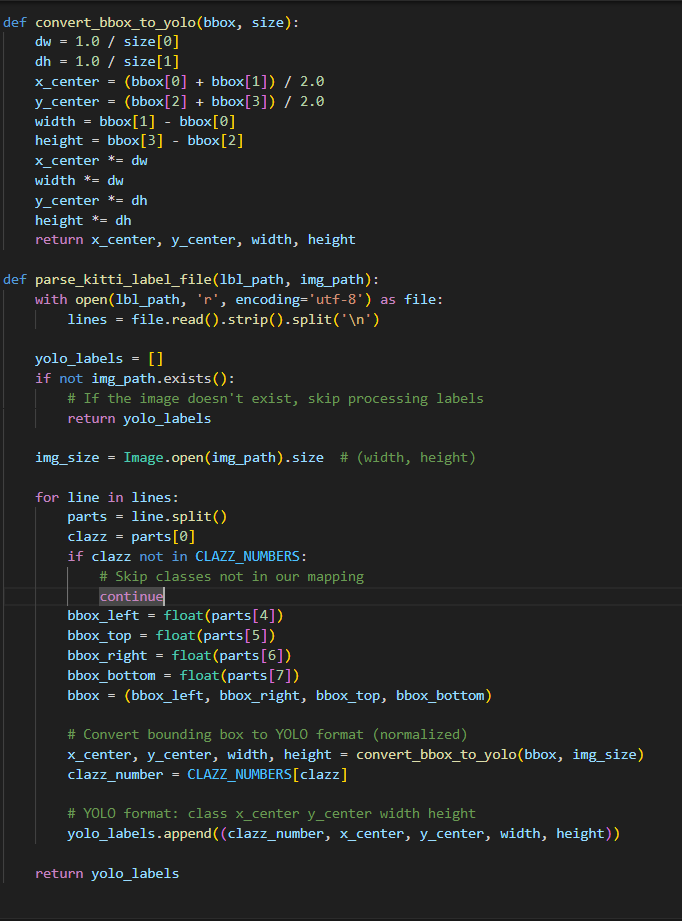 def convert_bbox_to_yolo(bbox, size):
    dw = 1.0 / size[0]
    dh = 1.0 / size[1]
    x_center = (bbox[0] + bbox[1]) / 2.0
    y_center = (bbox[2] + bbox[3]) / 2.0
    width = bbox[1] - bbox[0]
    height = bbox[3] - bbox[2]
    x_center *= dw
    width *= dw
    y_center *= dh
    height *= dh
    return x_center, y_center, width, height

def parse_kitti_label_file(lbl_path, img_path):
    with open(lbl_path, 'r', encoding='utf-8') as file:
        lines = file.read().strip().split('\n')

    yolo_labels = []
    if not img_path.exists():
        # If the image doesn't exist, skip processing labels
        return yolo_labels

    img_size = Image.open(img_path).size  # (width, height)

    for line in lines:
        parts = line.split()
        clazz = parts[0]
        if clazz not in CLAZZ_NUMBERS:
            # Skip classes not in our mapping
            continue
        bbox_left = float(parts[4])
        bbox_top = float(parts[5])
        bbox_right = float(parts[6])
        bbox_bottom = float(parts[7])
        bbox = (bbox_left, bbox_right, bbox_top, bbox_bottom)

        # Convert bounding box to YOLO format (normalized)
        x_center, y_center, width, height = convert_bbox_to_yolo(bbox, img_size)
        clazz_number = CLAZZ_NUMBERS[clazz]

        # YOLO format: class x_center y_center width height
        yolo_labels.append((clazz_number, x_center, y_center, width, height))

    return yolo_labels